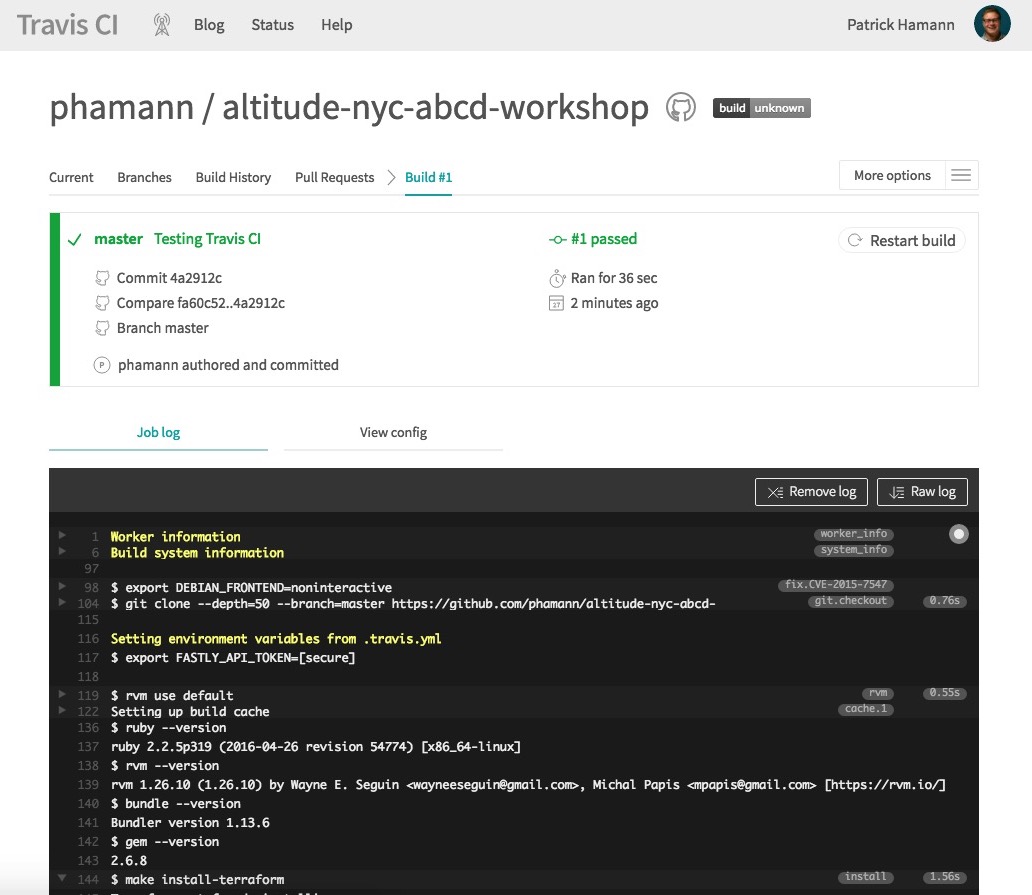 Travis CI Blog Status Help Patrick Hamann
phamann / altitude-nyc-abcd-workshop build unknown
Current Branches Build History Pull Requests Build #1 More options
master Testing Travis CI #1 passed Restart build
Commit 4a2912c Ran for 36 sec
Compare fa60c52..4a2912c 27 2 minutes ago
Branch master
P phamann authored and committed
Job log View config
Remove log Raw log
1 Worker information worker_info
6 Build system information system_info
97
98 $ export DEBIAN_FRONTEND=noninteractive fix.CVE-2015-7547
104 $ git clone --depth=50 --branch=master https://github.com/phamann/altitude-nyc-abcd- git.checkout 0.76s
115
116 Setting environment variables from .travis.yml
117 $ export FASTLY_API_TOKEN=[secure]
118
119 $ rvm use default rvm 0.55s
122 Setting up build cache cache.1
136 $ ruby --version
137 ruby 2.2.5p319 (2016-04-26 revision 54774) [x86_64-linux]
138 $ rvm --version
139 rvm 1.26.10 (1.26.10) by Wayne E. Seguin <wayneeseguin@gmail.com>, Michal Papis <mpapis@gmail.com> [https://rvm.io/]
140 $ bundle --version
141 Bundler version 1.13.6
142 $ gem --version
143 2.6.8
144 $ make install-terraform install 1.56s